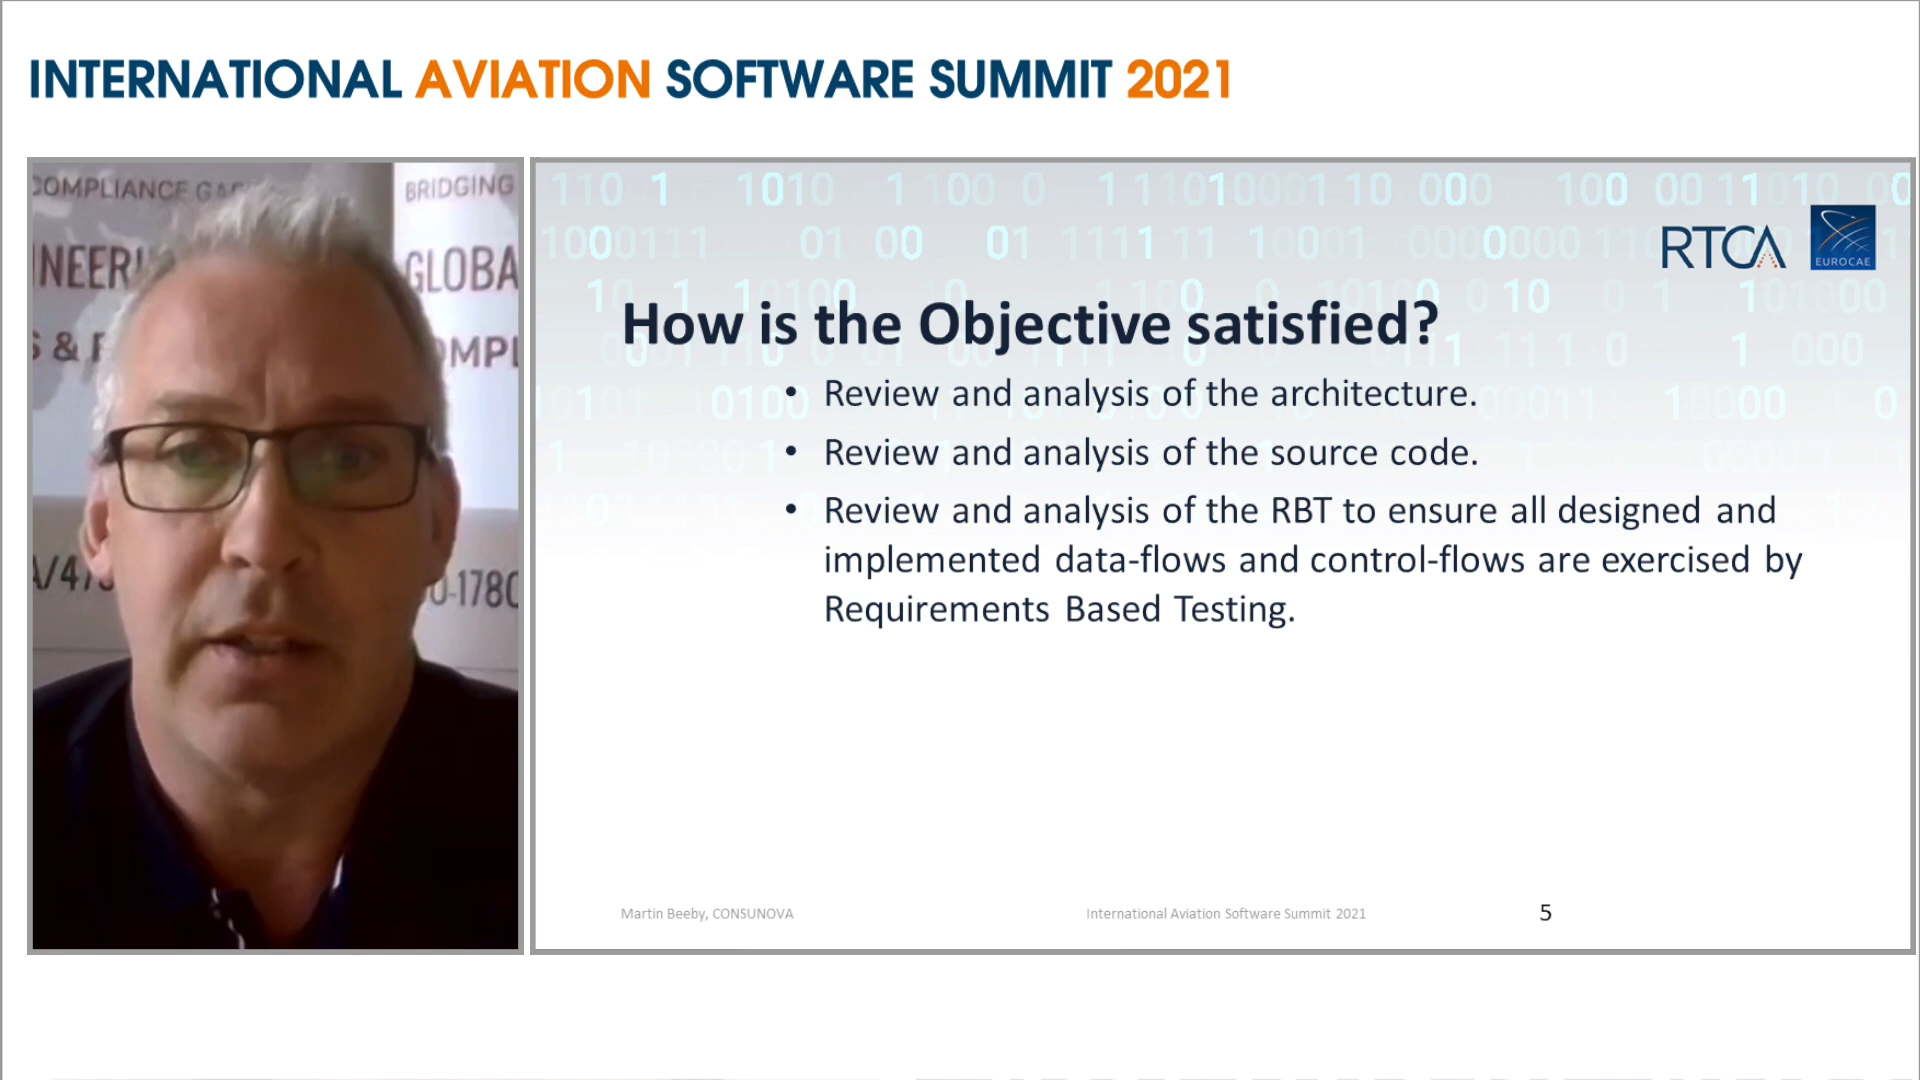 INTERNATIONAL AVIATION SOFTWARE SUMMIT 2021
COMPLIANCE
BRIDGING
GLOBA
S &
-178C
RTCA
EUROCAE
How is the Objective satisfied?
• Review and analysis of the architecture.
• Review and analysis of the source code.
• Review and analysis of the RBT to ensure all designed and
implemented data-flows and control-flows are exercised by
Requirements Based Testing.
Martin Beeby, CONSUNOVA
International Aviation Software Summit 2021
5